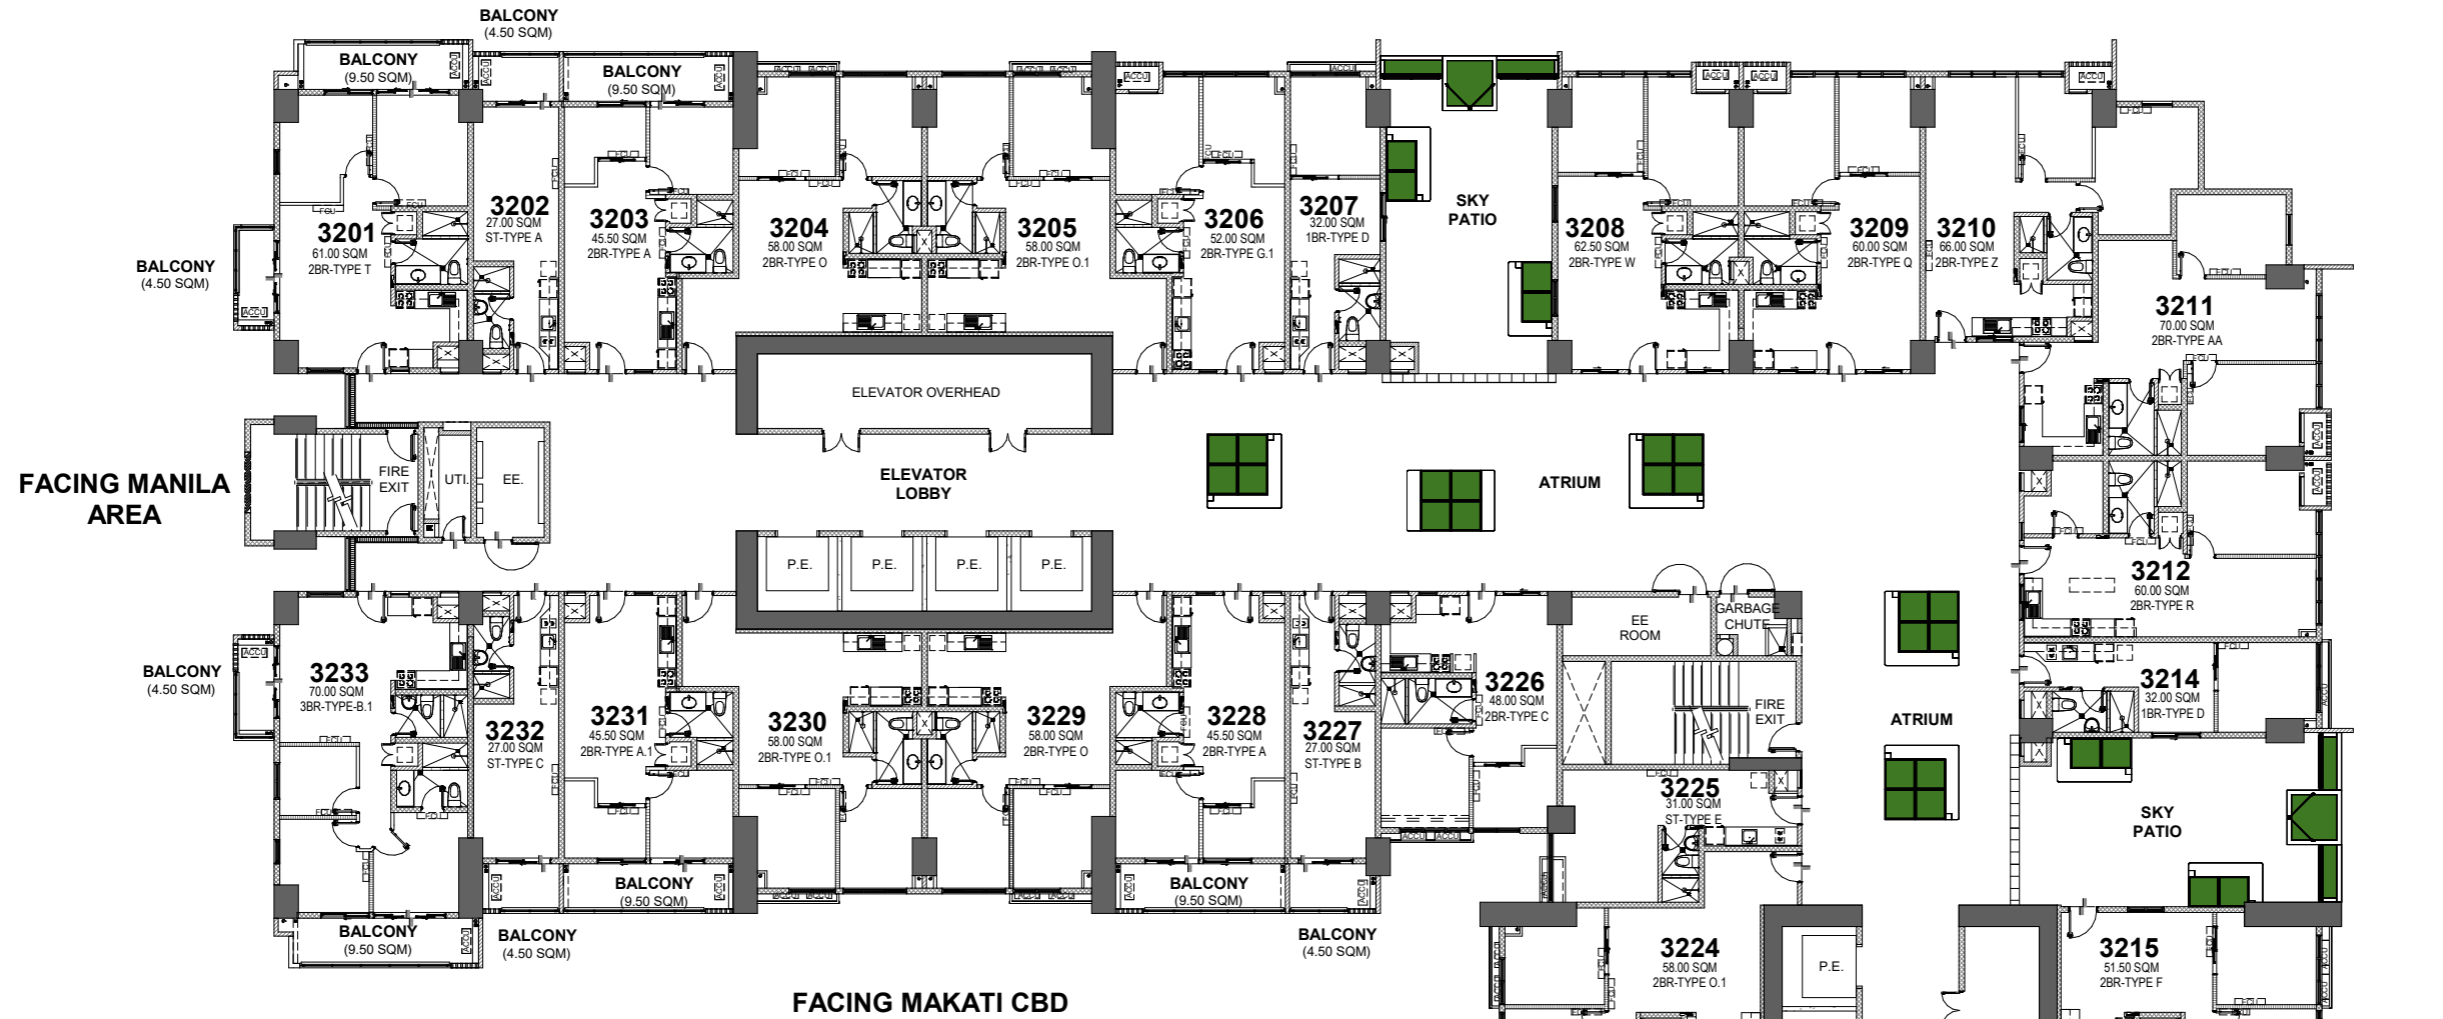 BALCONY
(4.50 SQM)
BALCONY
(9.50 SQM)
BALCONY
(9.50 SQM)
3201
61.00 SQM
2BR-TYPE T
3202
27.00 SQM
ST-TYPE A
3203
45.50 SQM
2BR-TYPE A
3204
58.00 SQM
2BR-TYPE O
3205
58.00 SQM
2BR-TYPE O.1
3206
52.00 SQM
2BR-TYPE G.1
3207
32.00 SQM
1BR-TYPE D
SKY
PATIO
3208
62.50 SQM
2BR-TYPE W
3209
60.00 SQM
2BR-TYPE Q
3210
66.00 SQM
2BR-TYPE Z
3211
70.00 SQM
2BR-TYPE AA
BALCONY
(4.50 SQM)
ELEVATOR OVERHEAD
FACING MANILA
AREA
FIRE
EXIT
UTI.
EE.
ELEVATOR
LOBBY
ATRIUM
P.E.
P.E.
P.E.
P.E.
3212
60.00 SQM
2BR-TYPE R
EE
ROOM
GARBAGE
CHUTE
BALCONY
(4.50 SQM)
3233
70.00 SQM
3BR-TYPE-B.1
3232
27.00 SQM
ST-TYPE C
3231
45.50 SQM
2BR-TYPE A.1
3230
58.00 SQM
2BR-TYPE O.1
3229
58.00 SQM
2BR-TYPE O
3228
45.50 SQM
2BR-TYPE A
3227
27.00 SQM
ST-TYPE B
3226
48.00 SQM
2BR-TYPE C
FIRE
EXIT
ATRIUM
3214
32.00 SQM
1BR-TYPE D
3225
31.00 SQM
ST-TYPE E
SKY
PATIO
BALCONY
(9.50 SQM)
BALCONY
(9.50 SQM)
BALCONY
(9.50 SQM)
BALCONY
(4.50 SQM)
BALCONY
(4.50 SQM)
3224
58.00 SQM
2BR-TYPE O.1
P.E.
3215
51.50 SQM
2BR-TYPE F
FACING MAKATI CBD